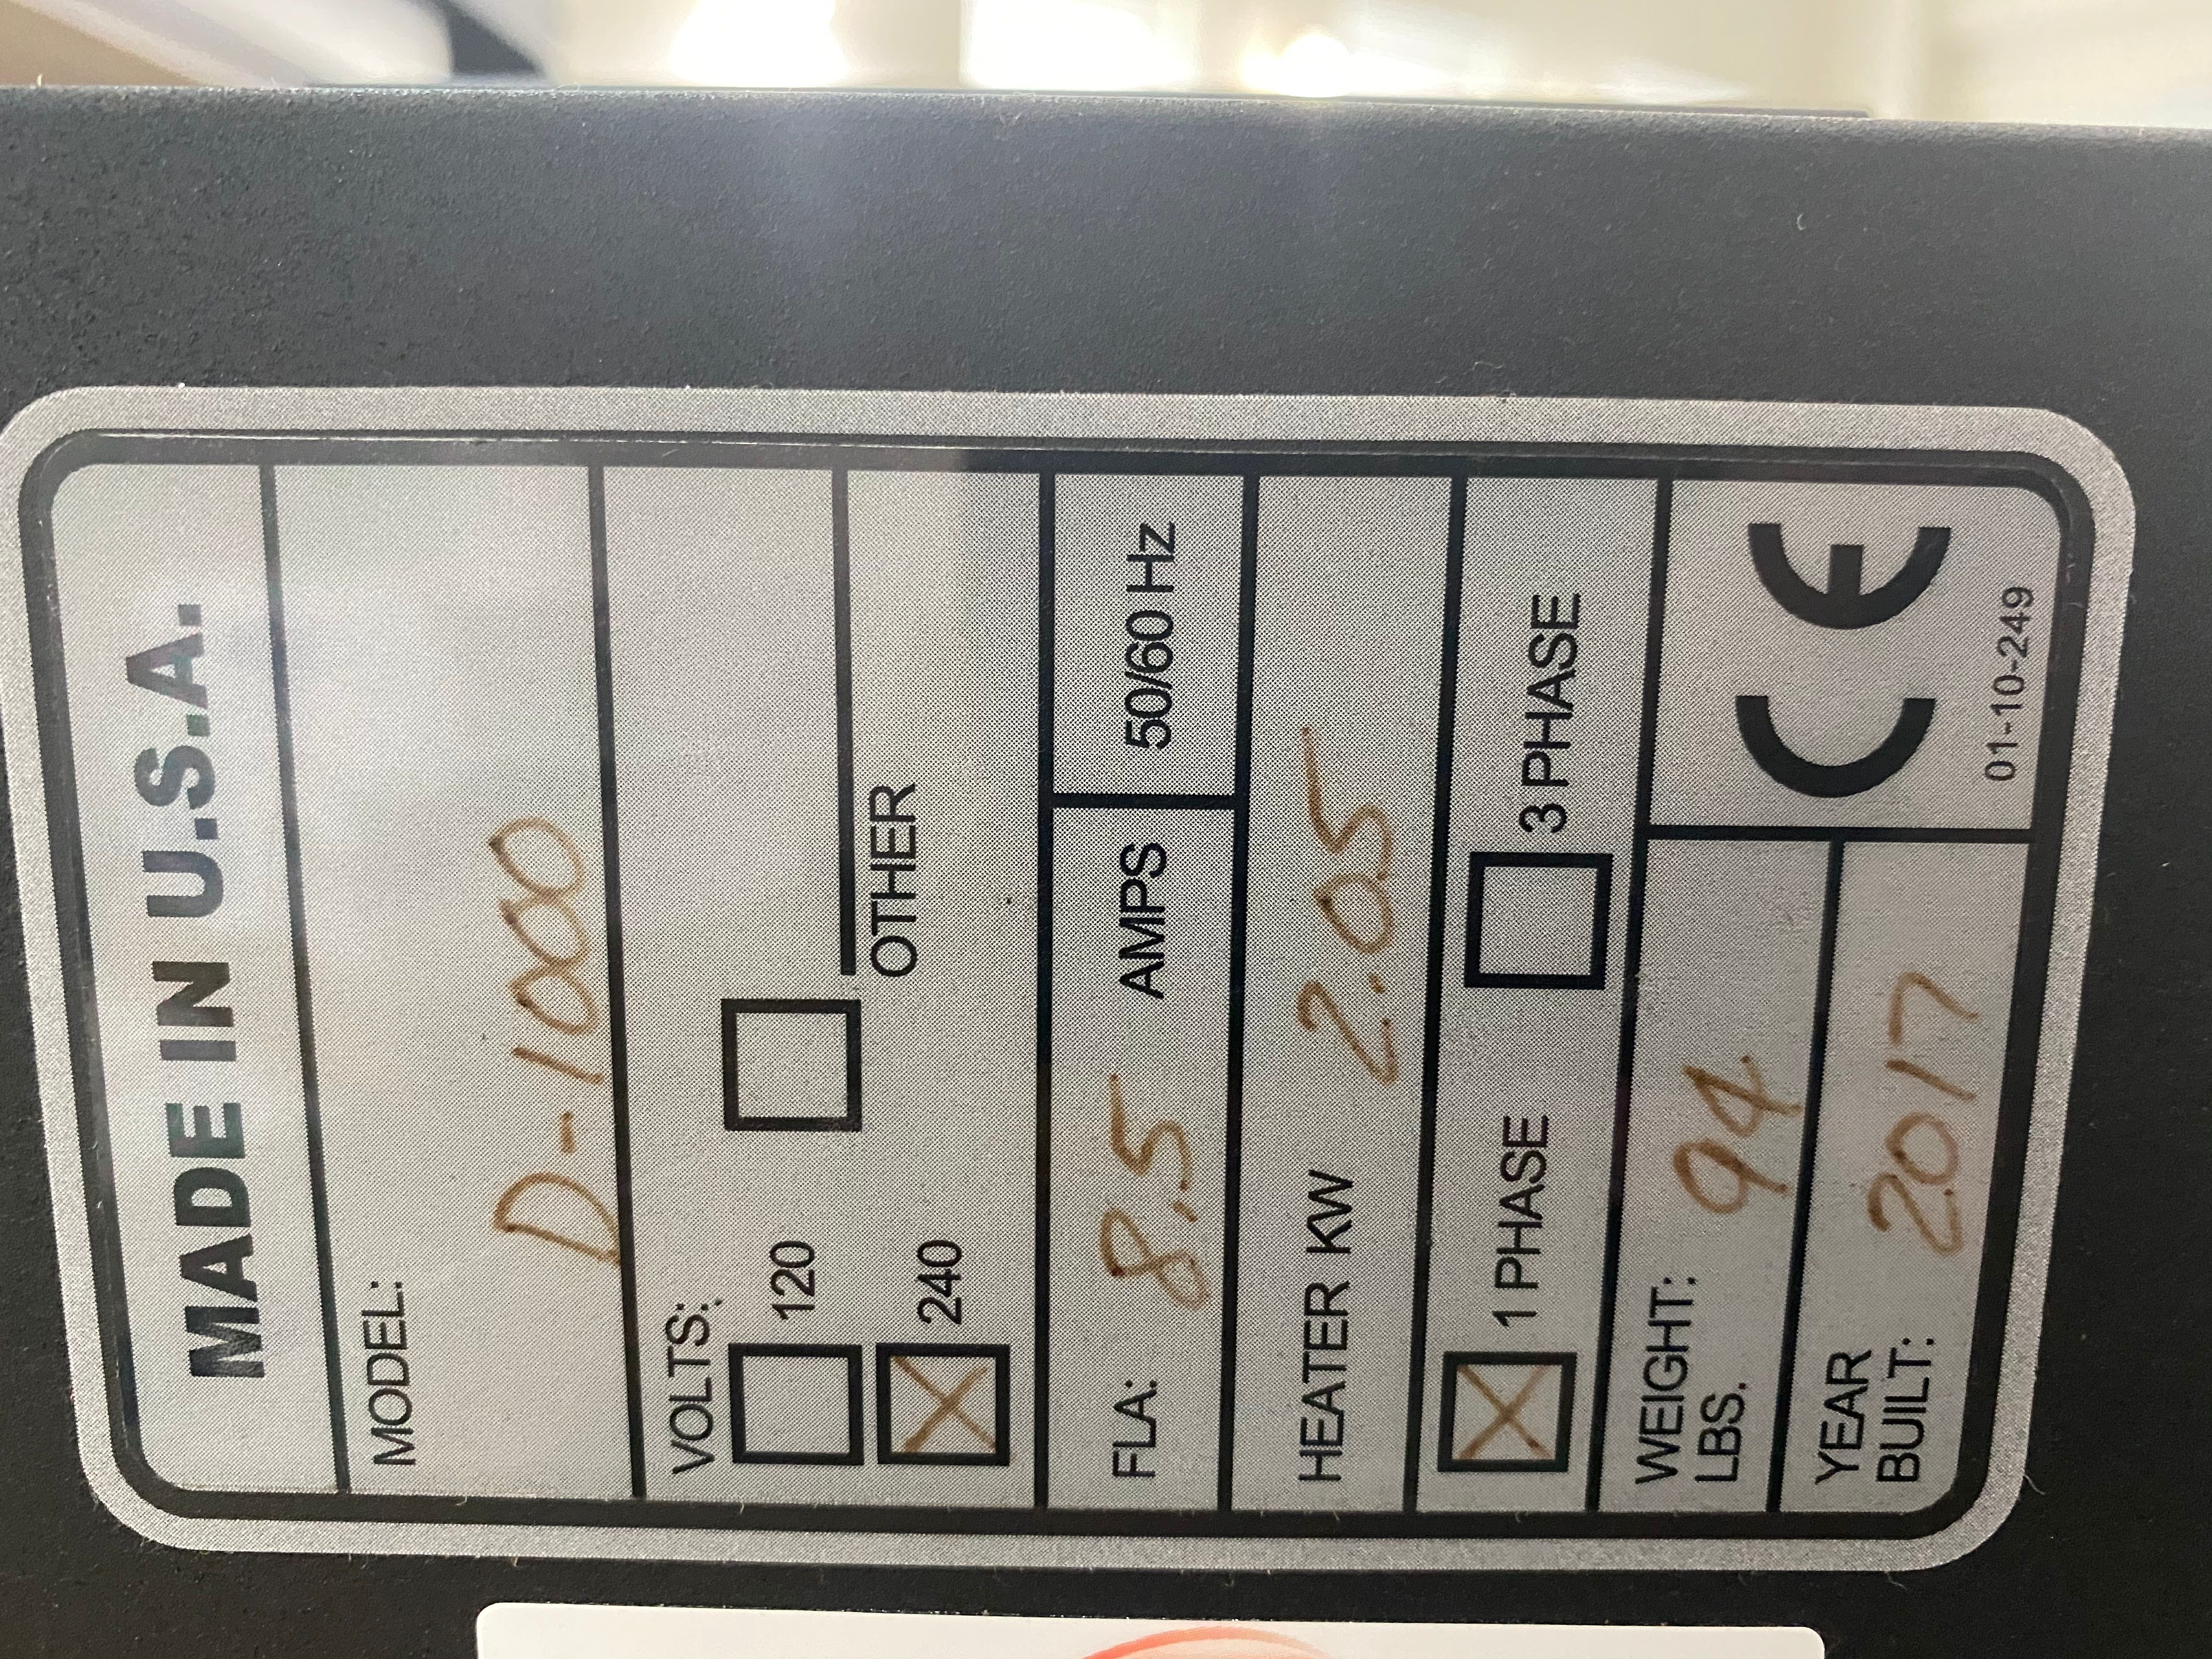 MADE IN U.S.A.
MODEL:
D-1000
VOLTS:
120
240
OTHER
FLA: 8.5 AMPS
50/60 Hz
HEATER KW 2.05
1 PHASE 3 PHASE
WEIGHT:
LBS. 94
YEAR
BUILT: 2017
CE
01-10-249